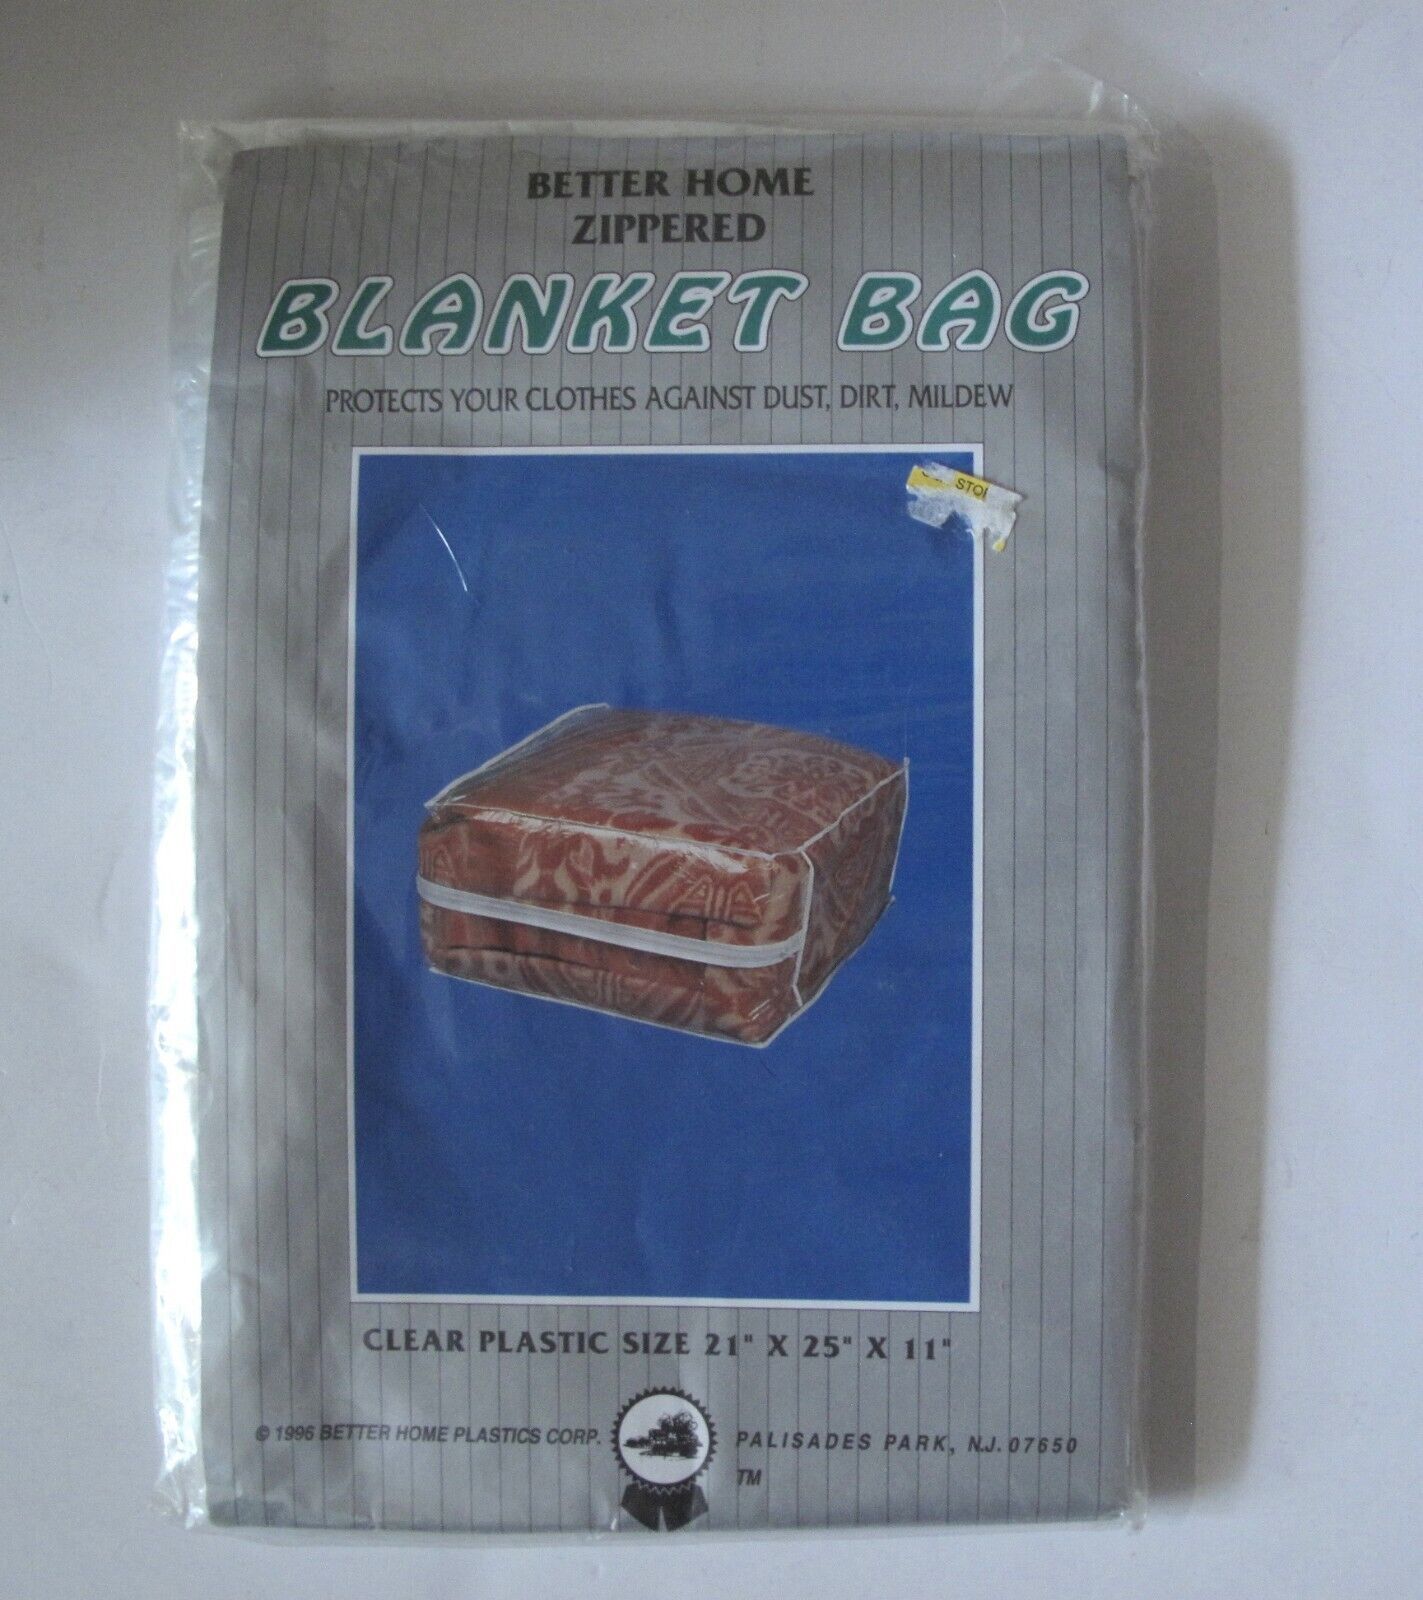 BETTER HOME
ZIPPERED
BLANKET BAG
PROTECTS YOUR CLOTHES AGAINST DUST, DIRT, MILDEW
CLEAR PLASTIC SIZE 21" X 25" X 11"
© 1996 BETTER HOME PLASTICS CORP.
PALISADES PARK, N.J. 07650
TM